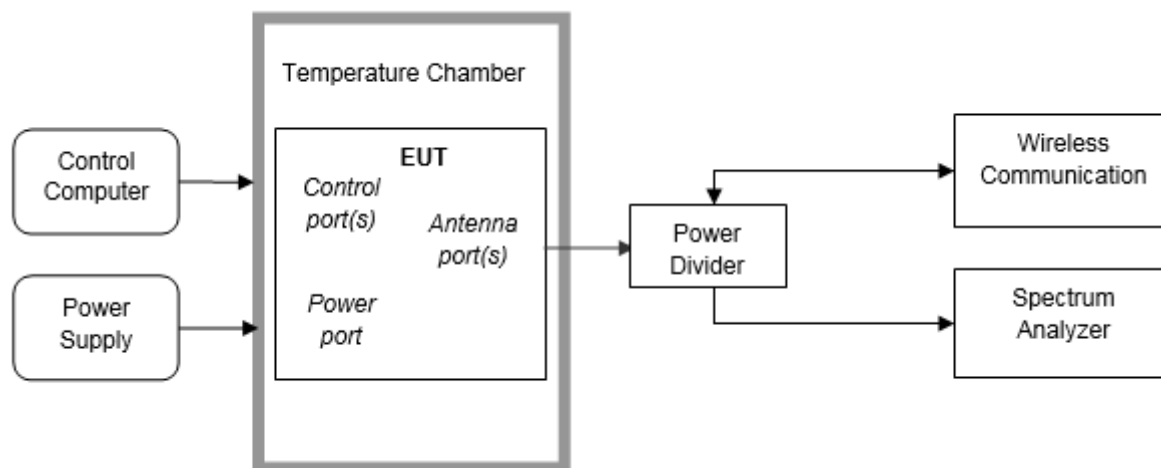 Temperature Chamber
Control
Computer
Power
Supply
EUT
Control
port(s)
Antenna
port(s)
Power
port
Power
Divider
Wireless
Communication
Spectrum
Analyzer